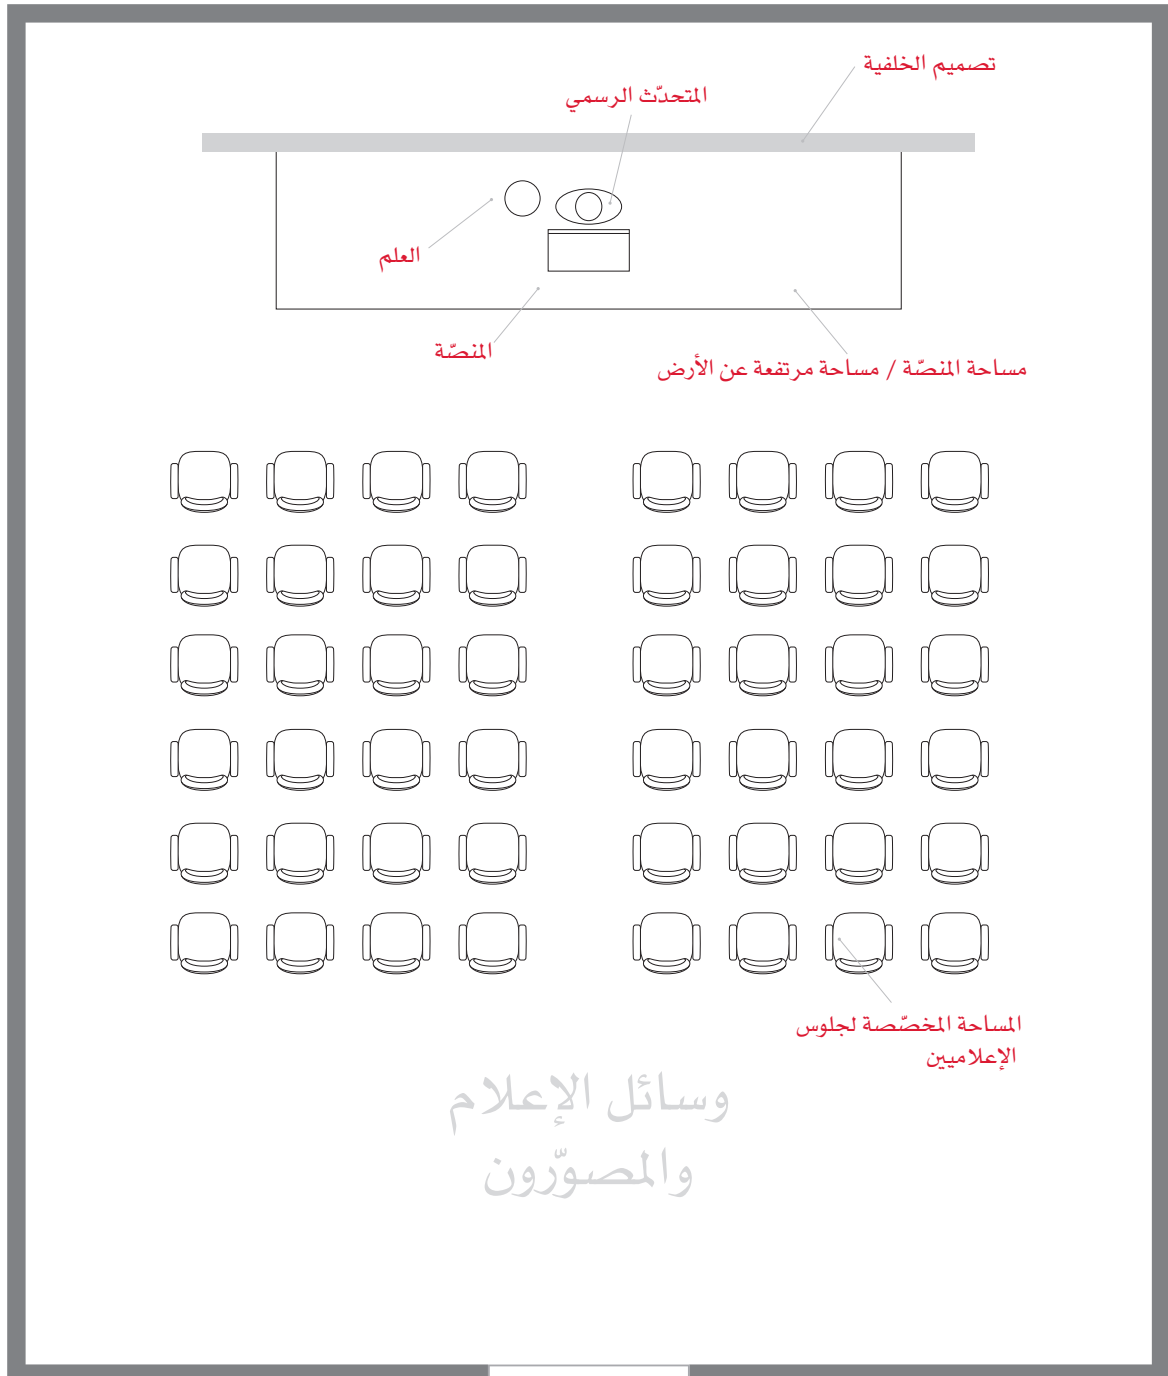 تصميم الخلفية
المتحدّث الرسمي
العلم
المنصّة
مساحة المنصّة / مساحة مرتفعة عن الأرض
المساحة المخصّصة لجلوس
الإعلاميين
وسائل الإعلام
والمصوّرون